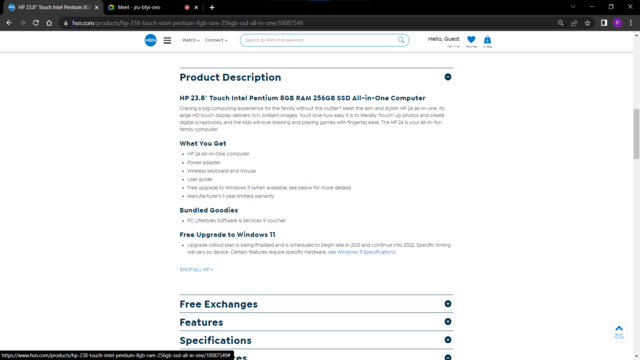 HP 23.8" Touch Intel Pentium 8GB
Meet - jru-bfyi-ovo
hsn.com/products/hp-238-touch-intel-pentium-8gb-ram-256gb-ssd-all-in-one/10087549
P
HSN
Watch
Connect
Search by item # or keyword
Hello, Guest
Product Description
HP 23.8" Touch Intel Pentium 8GB RAM 256GB SSD All-in-One Computer
Craving a big computing experience for the family without the clutter? Meet the slim and stylish HP 24 all-in-one. Its
large HD touch display delivers rich, brilliant images. You'll love how easy it is to literally "touch" up photos and create
digital scrapbooks, and the kids will love drawing and playing games with fingertip ease. The HP 24 is your all-in-fun
family computer.
What You Get
• HP 24 All-in-One computer
• Power adapter
• Wireless keyboard and mouse
• User guide
• Free upgrade to Windows 11 (when available, see below for more details)
• Manufacturer's 1-year limited warranty
Bundled Goodies
• PC Lifestyles Software & Services 9 voucher
Free Upgrade to Windows 11
• Upgrade rollout plan is being finalized and is scheduled to begin late in 2021 and continue into 2022. Specific timing
will vary by device. Certain features require specific hardware, see Windows 11 Specifications.
SHOP ALL HP >
Free Exchanges
Features
Specifications
BACK
TO TOP
https://www.hsn.com/products/hp-238-touch-intel-pentium-8gb-ram-256gb-ssd-all-in-one/10087549#